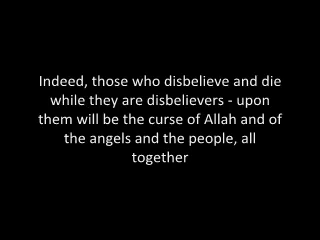 Indeed, those who disbelieve and die
while they are disbelievers - upon
them will be the curse of Allah and of
the angels and the people, all
together